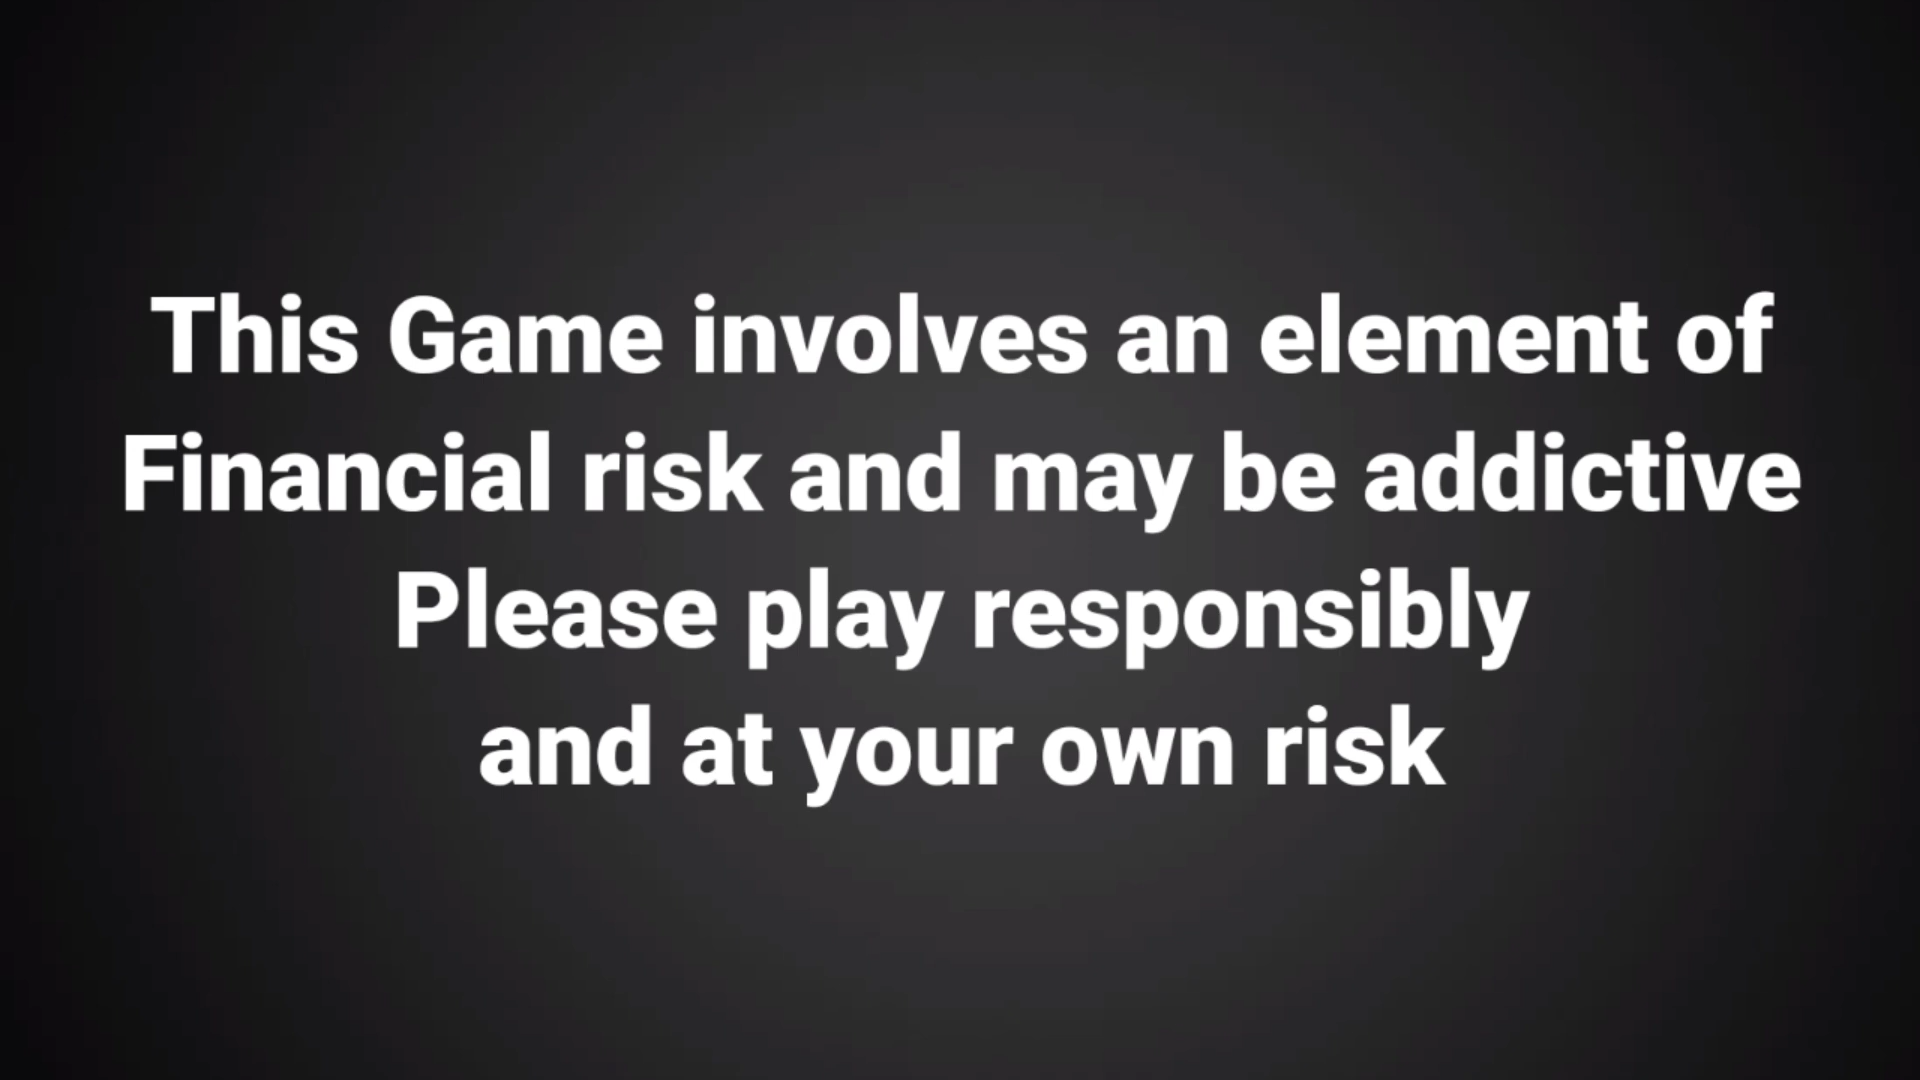 This Game involves an element of
Financial risk and may be addictive
Please play responsibly
and at your own risk